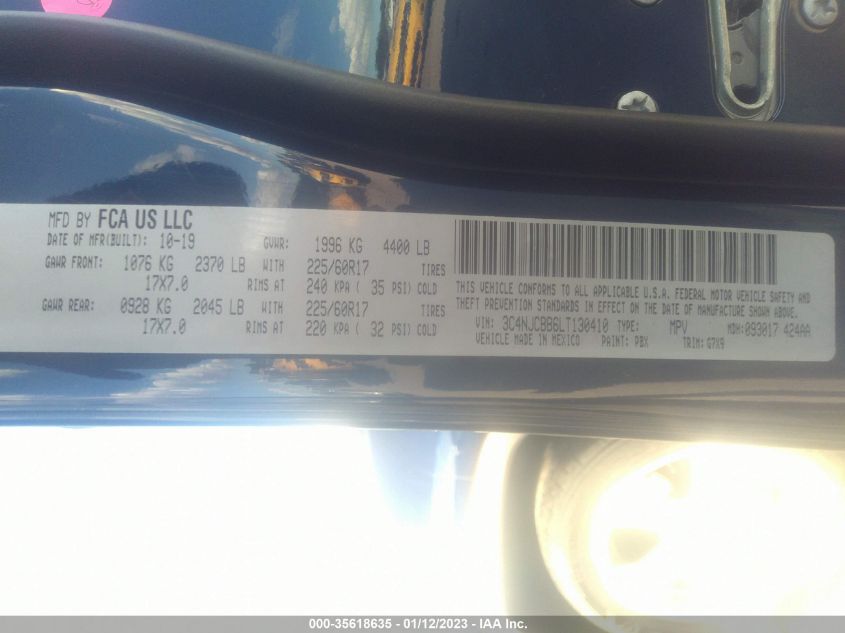 MFD BY FCA US LLC
DATE OF MFR(BUILT): 10-19 GVWR: 1996 KG 4400 LB
GAWR FRONT: 1076 KG 2370 LB WITH 225/60R17 TIRES
17X7.0 RIMS AT 240 KPA ( 35 PSI) COLD
GAWR REAR: 0928 KG 2045 LB WITH 225/60R17 TIRES
17X7.0 RIMS AT 220 KPA ( 32 PSI) COLD
THIS VEHICLE CONFORMS TO ALL APPLICABLE U.S.A. FEDERAL MOTOR VEHICLE SAFETY AND
THEFT PREVENTION STANDARDS IN EFFECT ON THE DATE OF MANUFACTURE SHOWN ABOVE.
VIN: 3C4NJCBB6LT130410 TYPE: MPV MDH: 093017 424AA
VEHICLE MADE IN MEXICO PAINT: PBX TRIM: G7X9
000-35618635 - 01/12/2023 - IAA Inc.